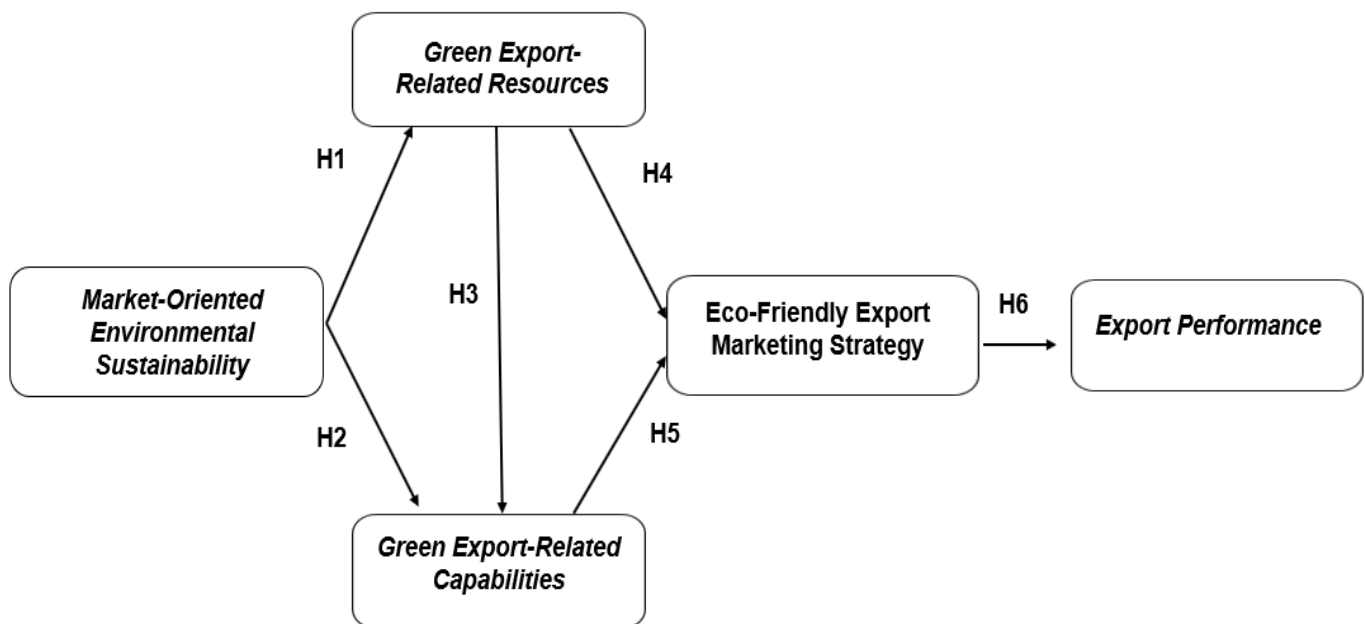 Green Export-
Related Resources
H1
H4
Market-Oriented
Environmental
Sustainability
H3
Eco-Friendly Export
Marketing Strategy
H6
Export Performance
H2
H5
Green Export-Related
Capabilities